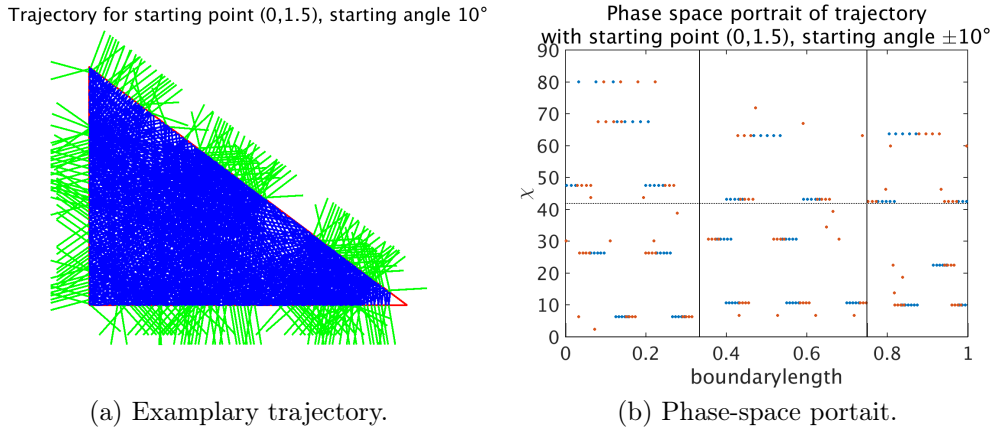 Trajectory for starting point (0,1.5), starting angle 10°
Phase space portrait of trajectory
with starting point (0,1.5), starting angle ±10°
90
80
70
60
50
40
30
20
10
0
χ
0
0.2
0.4
0.6
0.8
1
boundarylength
(a) Examplary trajectory.
(b) Phase-space portait.